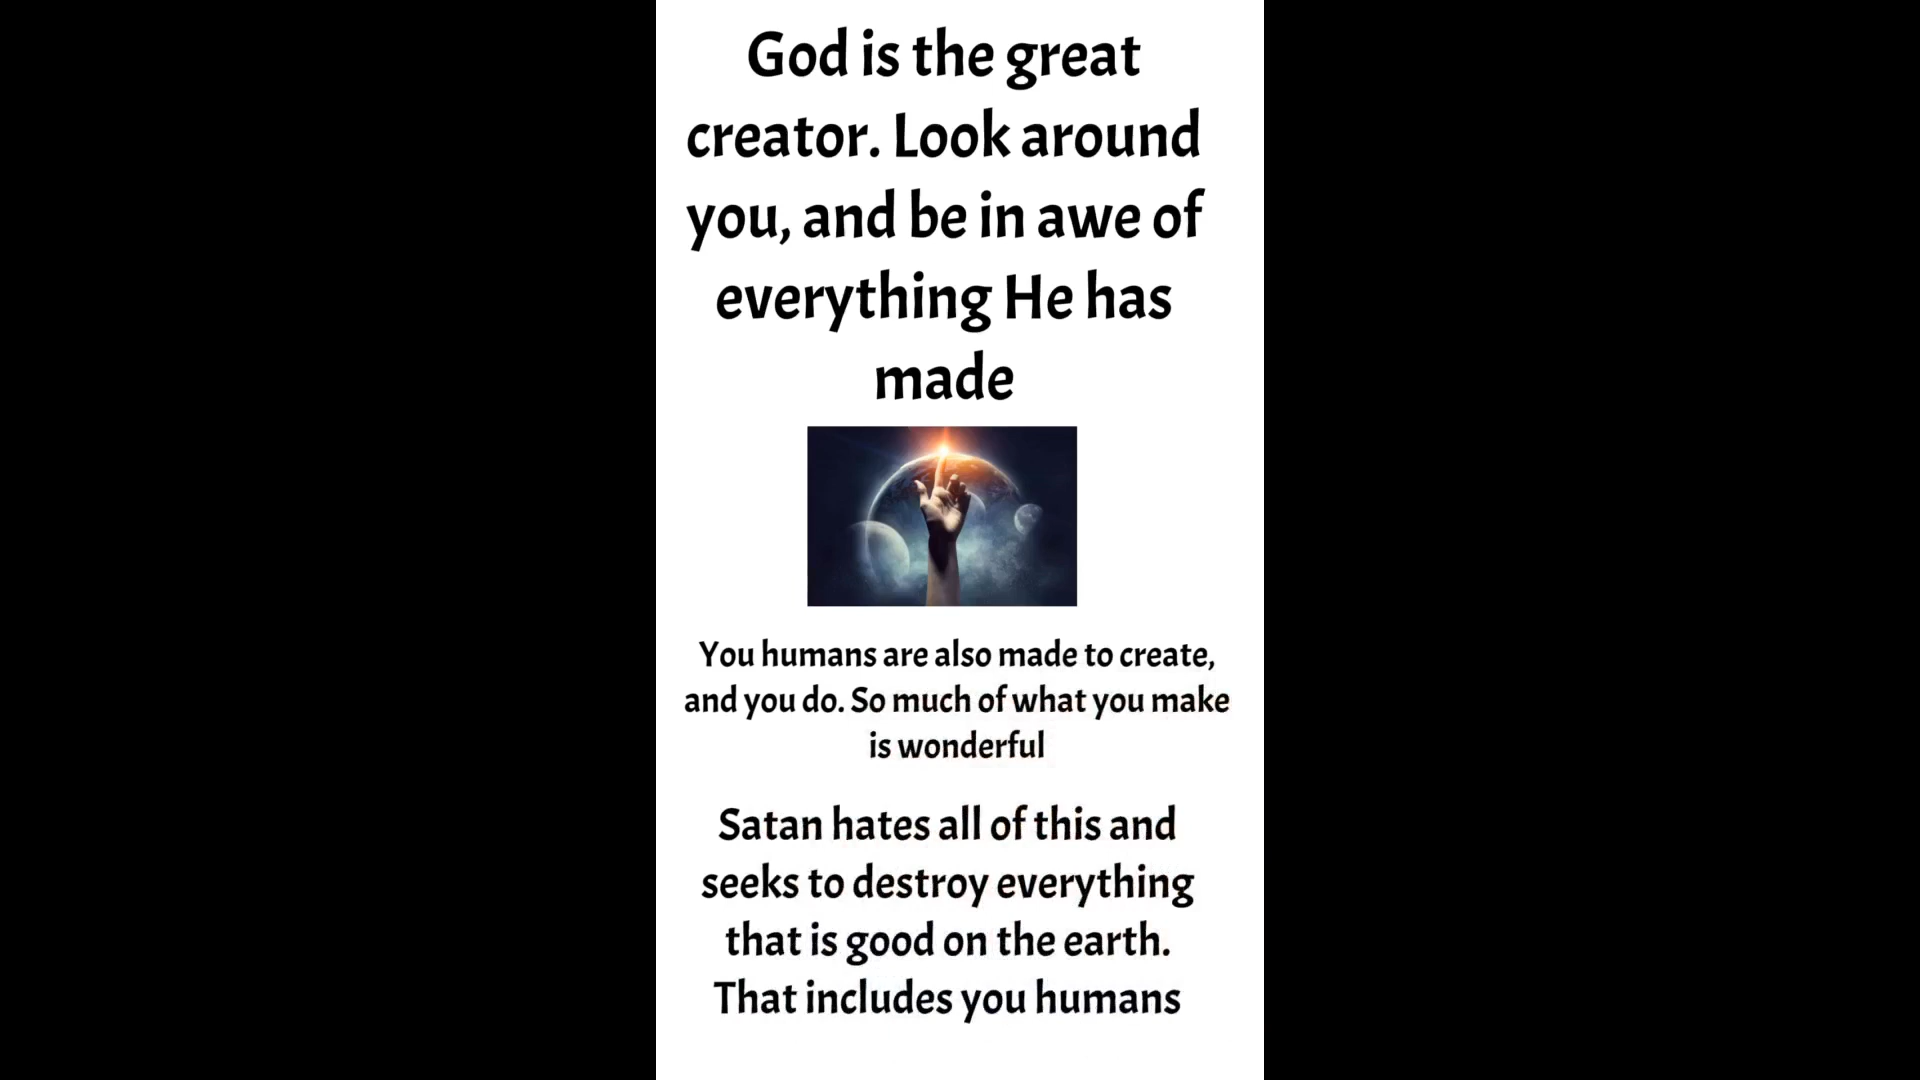 God is the great
creator. Look around
you, and be in awe of
everything He has
made
You humans are also made to create,
and you do. So much of what you make
is wonderful
Satan hates all of this and
seeks to destroy everything
that is good on the earth.
That includes you humans